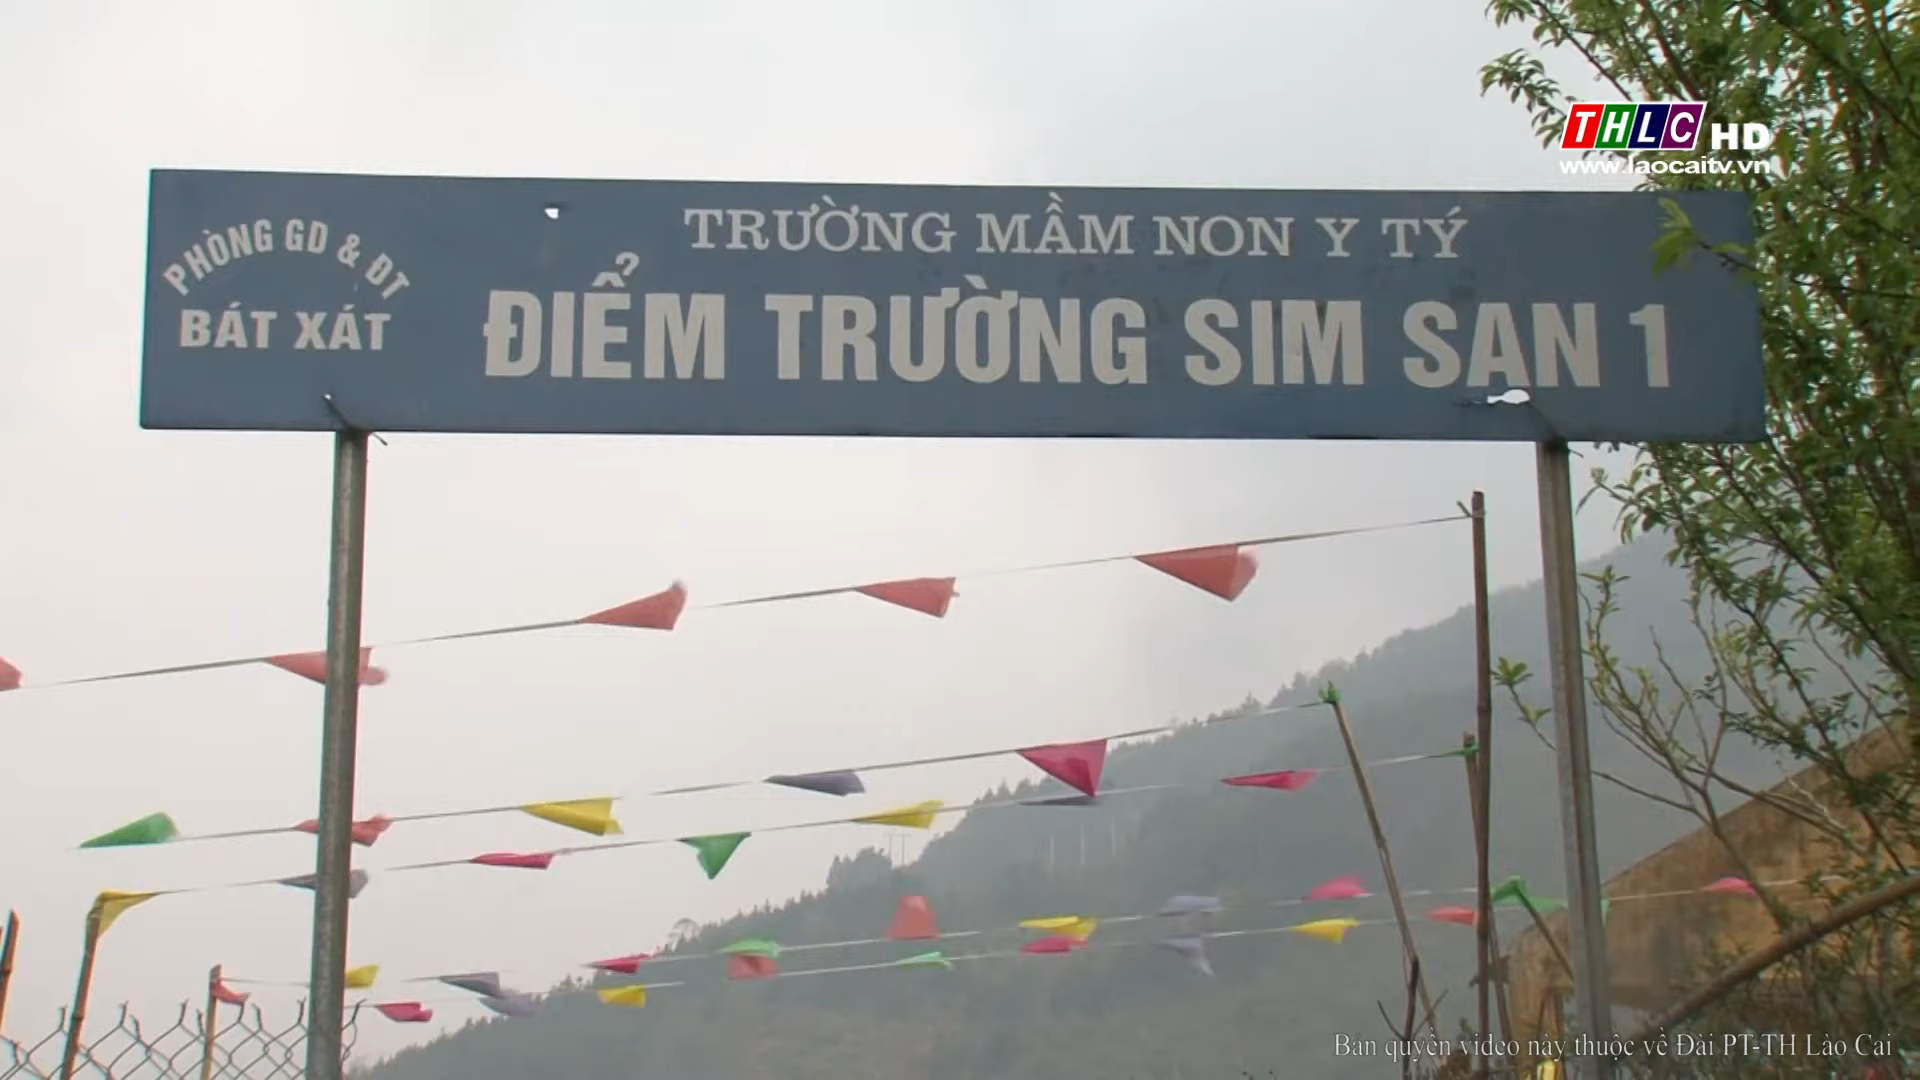 THLC HD
www.laocaitv.vn
PHÒNG GD & ĐT
BÁT XÁT
TRƯỜNG MẦM NON Y TÝ
ĐIỂM TRƯỜNG SIM SAN 1
Bản quyền video này thuộc về Đài PT-TH Lào Cai